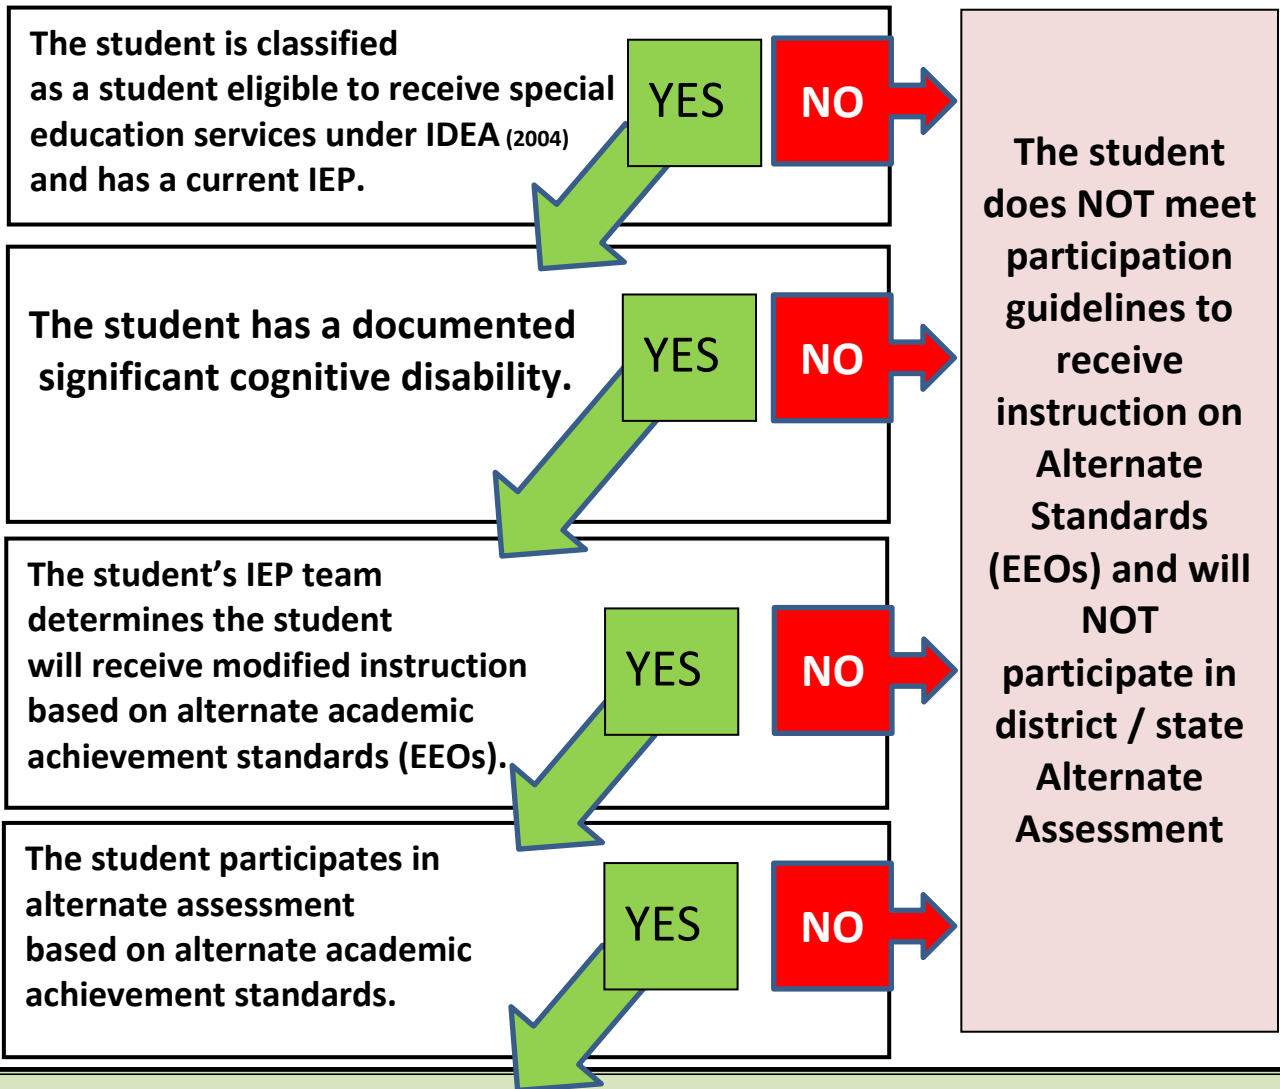 The student is classified
as a student eligible to receive special
education services under IDEA (2004)
and has a current IEP.
YES
NO
The student has a documented
significant cognitive disability.
YES
NO
The student’s IEP team
determines the student
will receive modified instruction
based on alternate academic
achievement standards (EEOs).
YES
NO
The student participates in
alternate assessment
based on alternate academic
achievement standards.
YES
NO
The student
does NOT meet
participation
guidelines to
receive
instruction on
Alternate
Standards
(EEOs) and will
NOT
participate in
district / state
Alternate
Assessment